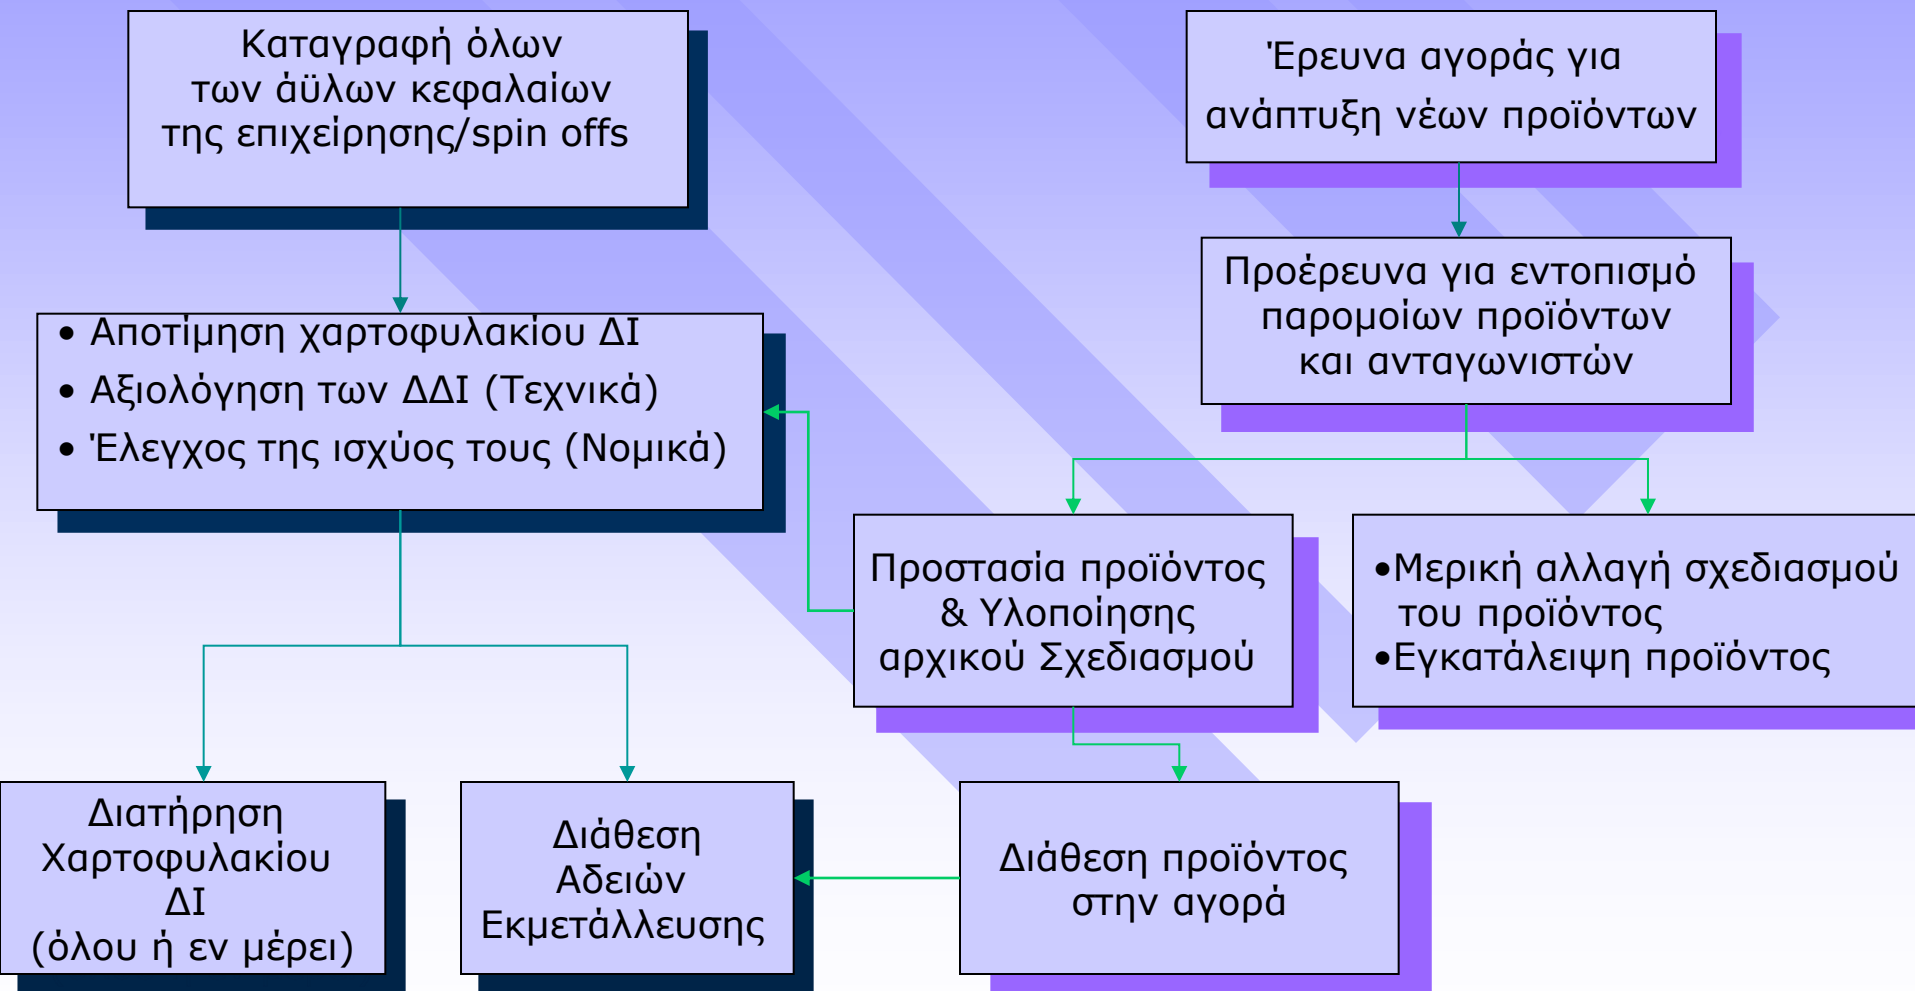 Καταγραφή όλων
των άϋλων κεφαλαίων
της επιχείρησης/spin offs
Έρευνα αγοράς για
ανάπτυξη νέων προϊόντων
Προέρευνα για εντοπισμό
παρομοίων προϊόντων
και ανταγωνιστών
• Αποτίμηση χαρτοφυλακίου ΔΙ
• Αξιολόγηση των ΔΔΙ (Τεχνικά)
• Έλεγχος της ισχύος τους (Νομικά)
Προστασία προϊόντος
& Υλοποίησης
αρχικού Σχεδιασμού
•Μερική αλλαγή σχεδιασμού
του προϊόντος
•Εγκατάλειψη προϊόντος
Διατήρηση
Χαρτοφυλακίου
ΔΙ
(όλου ή εν μέρει)
Διάθεση
Αδειών
Εκμετάλλευσης
Διάθεση προϊόντος
στην αγορά